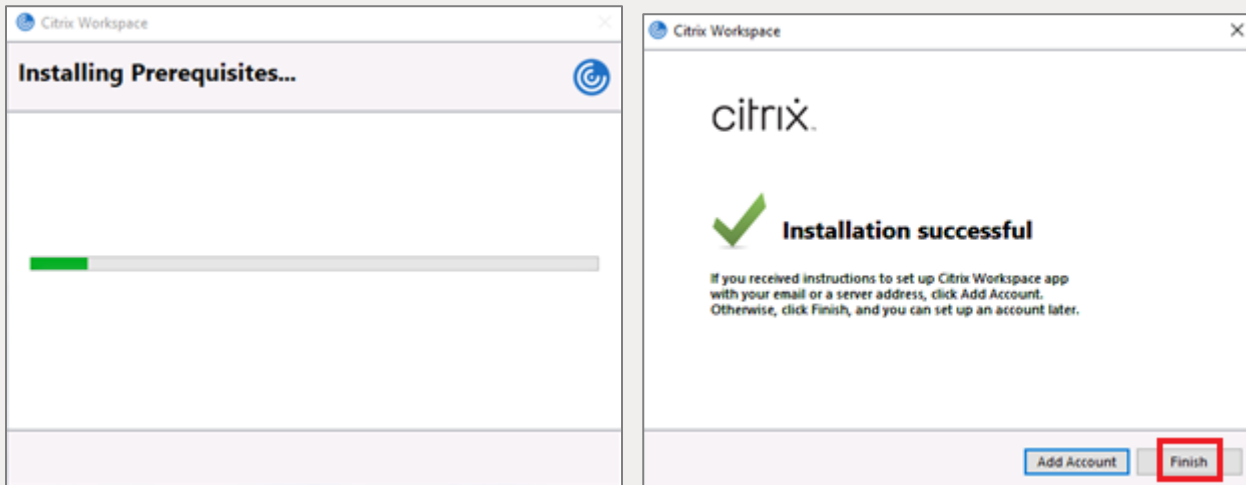 Citrix Workspace
Installing Prerequisites...
Citrix Workspace
citrix™
Installation successful
If you received instructions to set up Citrix Workspace app
with your email or a server address, click Add Account.
Otherwise, click Finish, and you can set up an account later.
Add Account
Finish